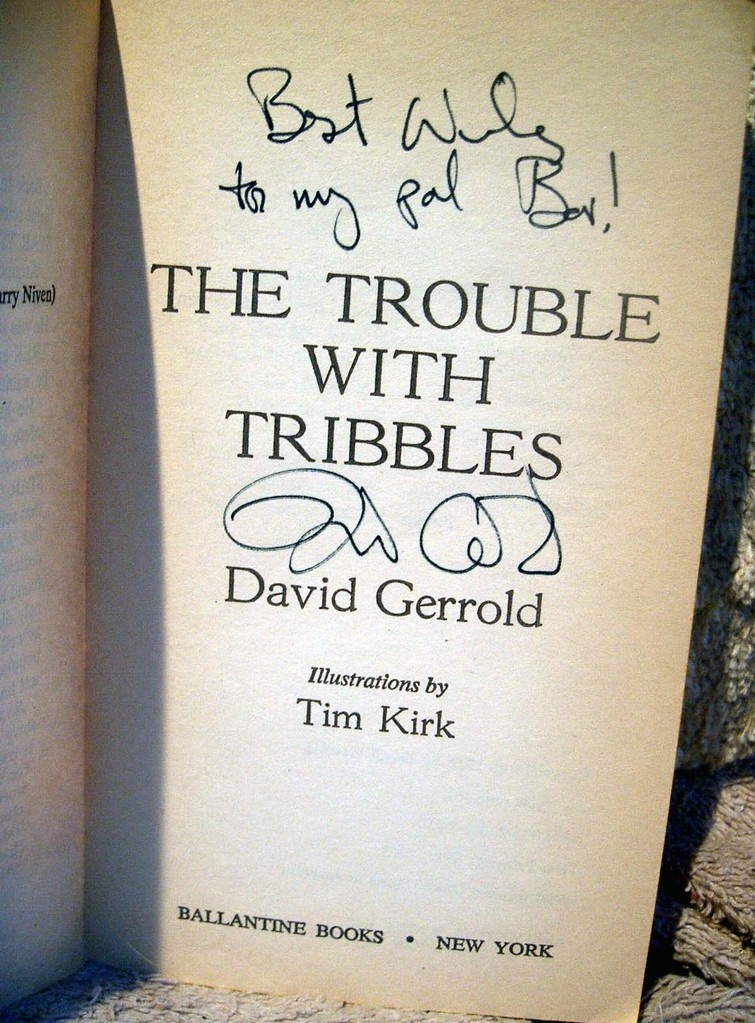 Best Wishes
to my pal Bar!
arry Niven)
THE TROUBLE
WITH
TRIBBLES
David Gerrold
Illustrations by
Tim Kirk
BALLANTINE BOOKS • NEW YORK